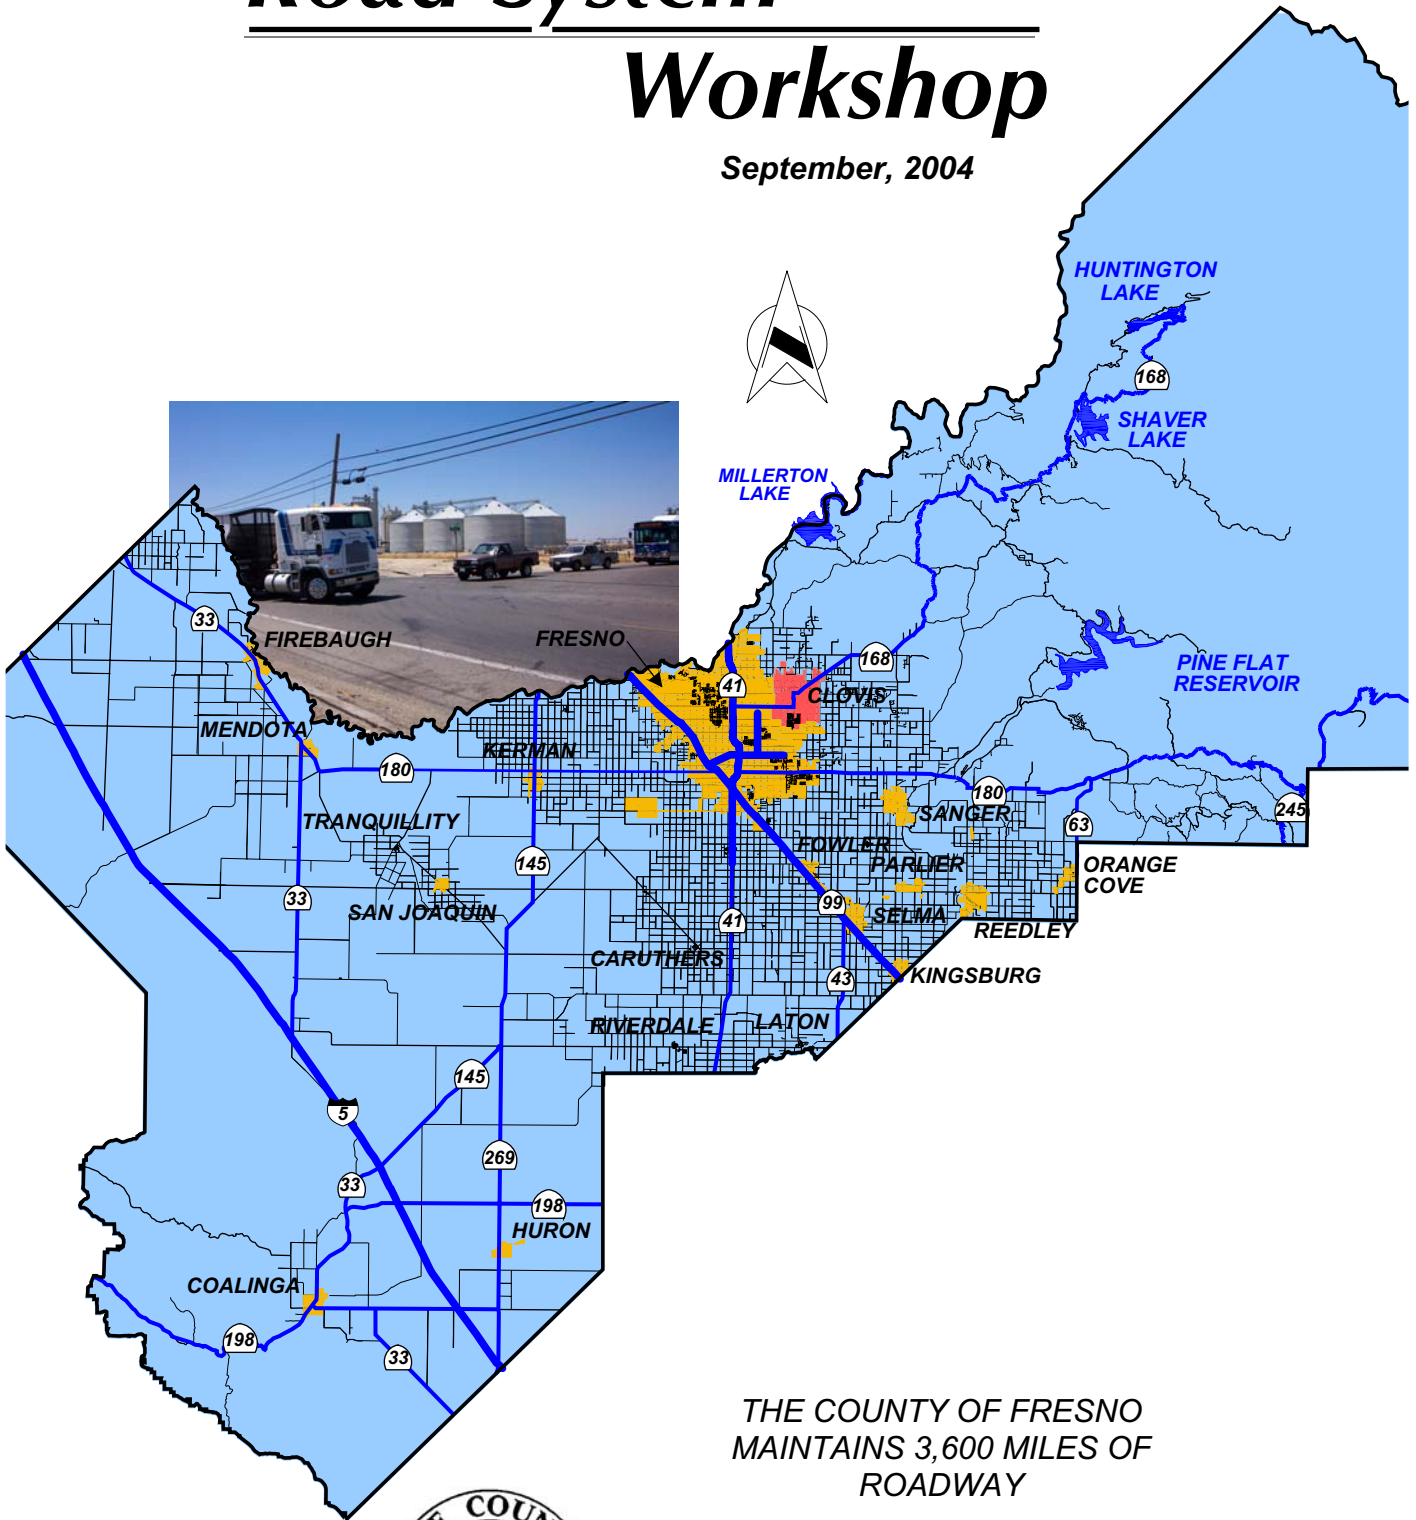 Road System
Workshop
September, 2004
HUNTINGTON
LAKE
168
SHAVER
LAKE
MILLERTON
LAKE
33
FIREBAUGH
FRESNO
168
41
CLOVIS
PINE FLAT
RESERVOIR
MENDOTA
KERMAN
180
180
245
TRANQUILLITY
SANGER
63
145
FOWLER
PARLIER
ORANGE
COVE
33
SAN JOAQUIN
99
41
SELMA
REEDLEY
CARUTHERS
43
KINGSBURG
RIVERDALE
LATON
145
5
269
33
198
HURON
COALINGA
198
33
THE COUNTY OF FRESNO
MAINTAINS 3,600 MILES OF
ROADWAY
COUN